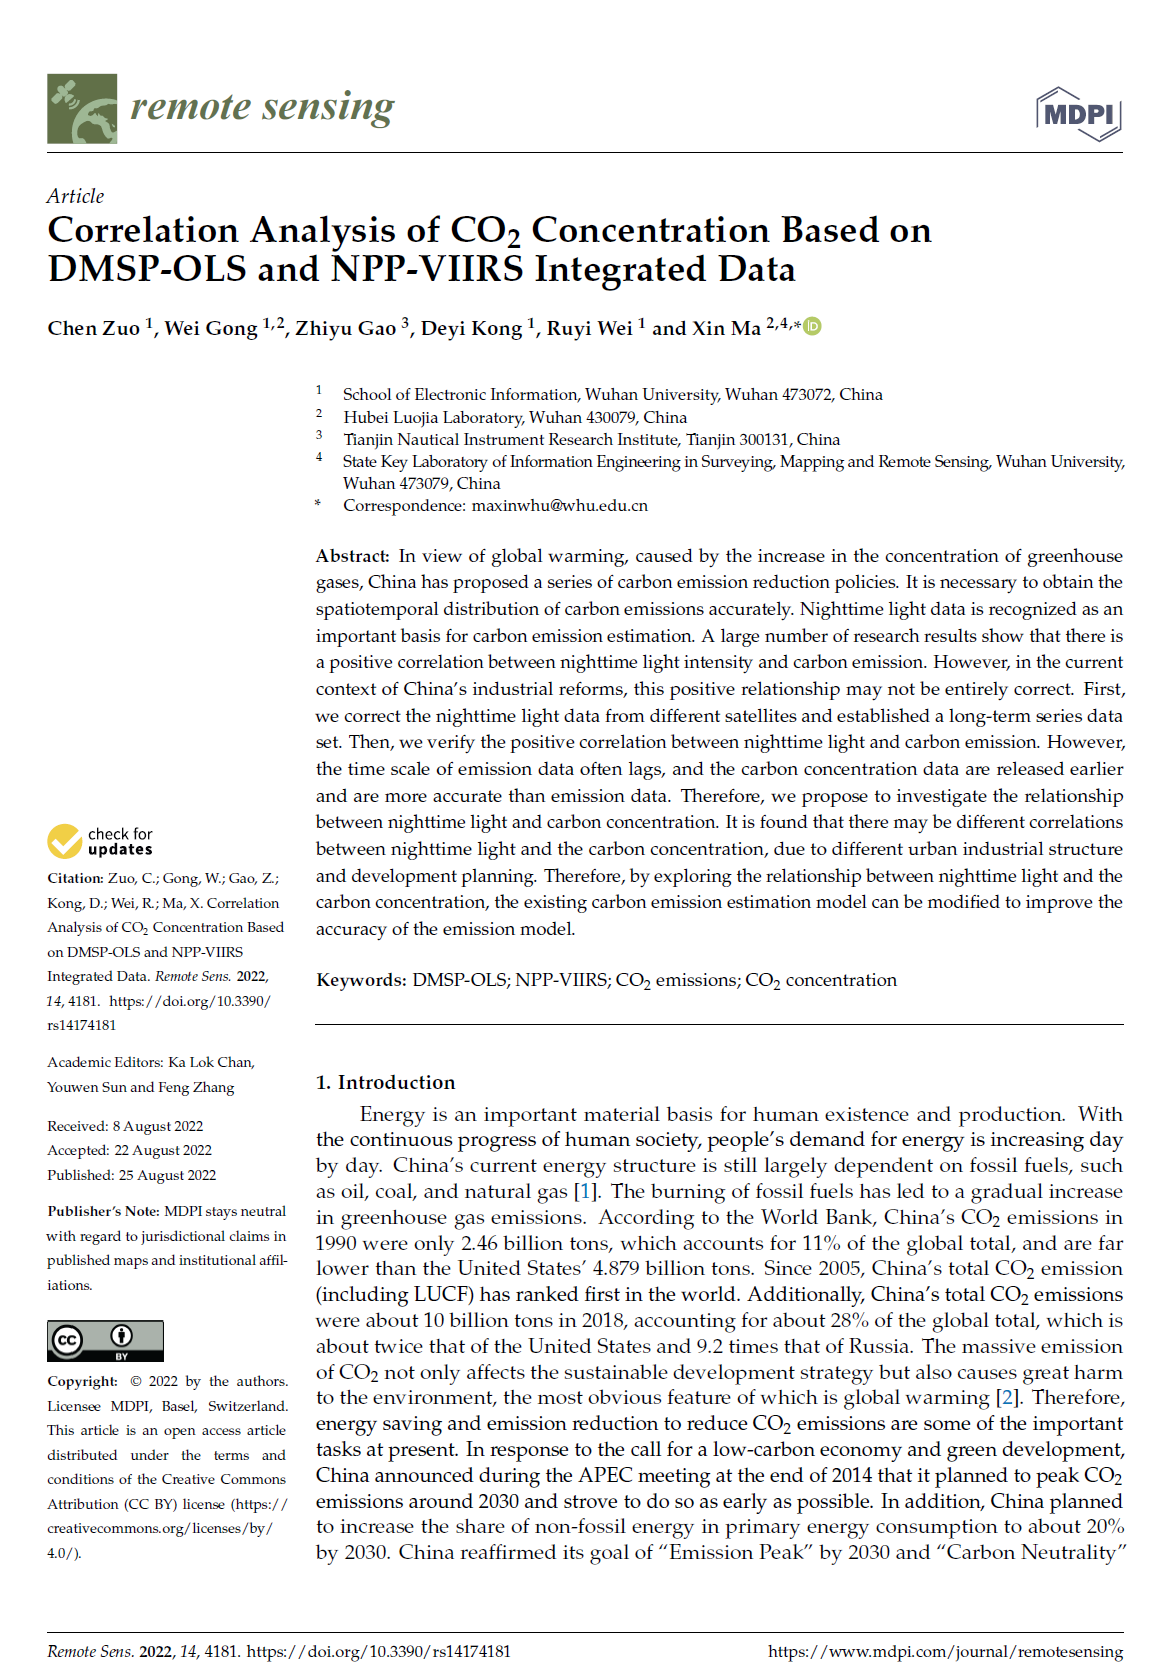 remote sensing
MDPI
Article
Correlation Analysis of CO₂ Concentration Based on
DMSP-OLS and NPP-VIIRS Integrated Data
Chen Zuo ¹, Wei Gong ¹,², Zhiyu Gao ³, Deyi Kong ¹, Ruyi Wei ¹ and Xin Ma ²,⁴,* iD
1 School of Electronic Information, Wuhan University, Wuhan 473072, China
2 Hubei Luojia Laboratory, Wuhan 430079, China
3 Tianjin Nautical Instrument Research Institute, Tianjin 300131, China
4 State Key Laboratory of Information Engineering in Surveying, Mapping and Remote Sensing, Wuhan University,
Wuhan 473079, China
* Correspondence: maxinwhu@whu.edu.cn
Abstract: In view of global warming, caused by the increase in the concentration of greenhouse
gases, China has proposed a series of carbon emission reduction policies. It is necessary to obtain the
spatiotemporal distribution of carbon emissions accurately. Nighttime light data is recognized as an
important basis for carbon emission estimation. A large number of research results show that there is
a positive correlation between nighttime light intensity and carbon emission. However, in the current
context of China's industrial reforms, this positive relationship may not be entirely correct. First,
we correct the nighttime light data from different satellites and established a long-term series data
set. Then, we verify the positive correlation between nighttime light and carbon emission. However,
the time scale of emission data often lags, and the carbon concentration data are released earlier
and are more accurate than emission data. Therefore, we propose to investigate the relationship
between nighttime light and carbon concentration. It is found that there may be different correlations
between nighttime light and the carbon concentration, due to different urban industrial structure
and development planning. Therefore, by exploring the relationship between nighttime light and the
carbon concentration, the existing carbon emission estimation model can be modified to improve the
accuracy of the emission model.
Keywords: DMSP-OLS; NPP-VIIRS; CO₂ emissions; CO₂ concentration
check for
updates
Citation: Zuo, C.; Gong, W.; Gao, Z.;
Kong, D.; Wei, R.; Ma, X. Correlation
Analysis of CO₂ Concentration Based
on DMSP-OLS and NPP-VIIRS
Integrated Data. Remote Sens. 2022,
14, 4181. https://doi.org/10.3390/
rs14174181
Academic Editors: Ka Lok Chan,
Youwen Sun and Feng Zhang
Received: 8 August 2022
Accepted: 22 August 2022
Published: 25 August 2022
Publisher's Note: MDPI stays neutral
with regard to jurisdictional claims in
published maps and institutional affil-
iations.
cc BY
Copyright: © 2022 by the authors.
Licensee MDPI, Basel, Switzerland.
This article is an open access article
distributed under the terms and
conditions of the Creative Commons
Attribution (CC BY) license (https://
creativecommons.org/licenses/by/
4.0/).
1. Introduction
Energy is an important material basis for human existence and production. With
the continuous progress of human society, people's demand for energy is increasing day
by day. China's current energy structure is still largely dependent on fossil fuels, such
as oil, coal, and natural gas [1]. The burning of fossil fuels has led to a gradual increase
in greenhouse gas emissions. According to the World Bank, China's CO₂ emissions in
1990 were only 2.46 billion tons, which accounts for 11% of the global total, and are far
lower than the United States' 4.879 billion tons. Since 2005, China's total CO₂ emission
(including LUCF) has ranked first in the world. Additionally, China's total CO₂ emissions
were about 10 billion tons in 2018, accounting for about 28% of the global total, which is
about twice that of the United States and 9.2 times that of Russia. The massive emission
of CO₂ not only affects the sustainable development strategy but also causes great harm
to the environment, the most obvious feature of which is global warming [2]. Therefore,
energy saving and emission reduction to reduce CO₂ emissions are some of the important
tasks at present. In response to the call for a low-carbon economy and green development,
China announced during the APEC meeting at the end of 2014 that it planned to peak CO₂
emissions around 2030 and strove to do so as early as possible. In addition, China planned
to increase the share of non-fossil energy in primary energy consumption to about 20%
by 2030. China reaffirmed its goal of “Emission Peak” by 2030 and “Carbon Neutrality”
Remote Sens. 2022, 14, 4181. https://doi.org/10.3390/rs14174181
https://www.mdpi.com/journal/remotesensing